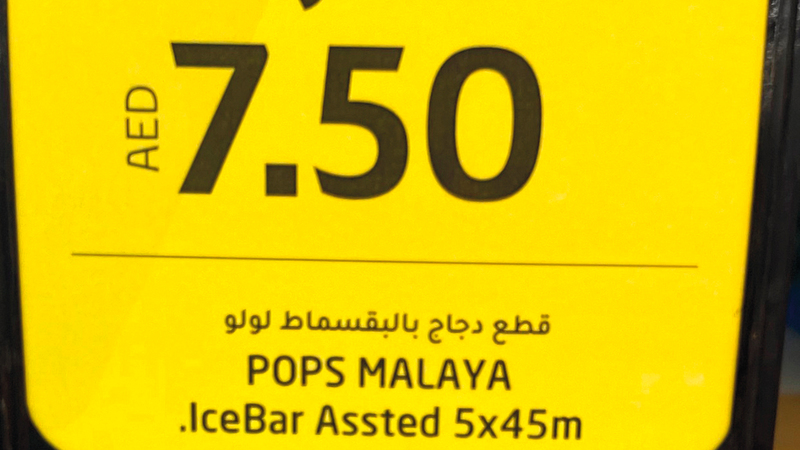 AED 7.50
قطع دجاج بالبقسماط لولو
POPS MALAYA
.IceBar Assted 5x45m